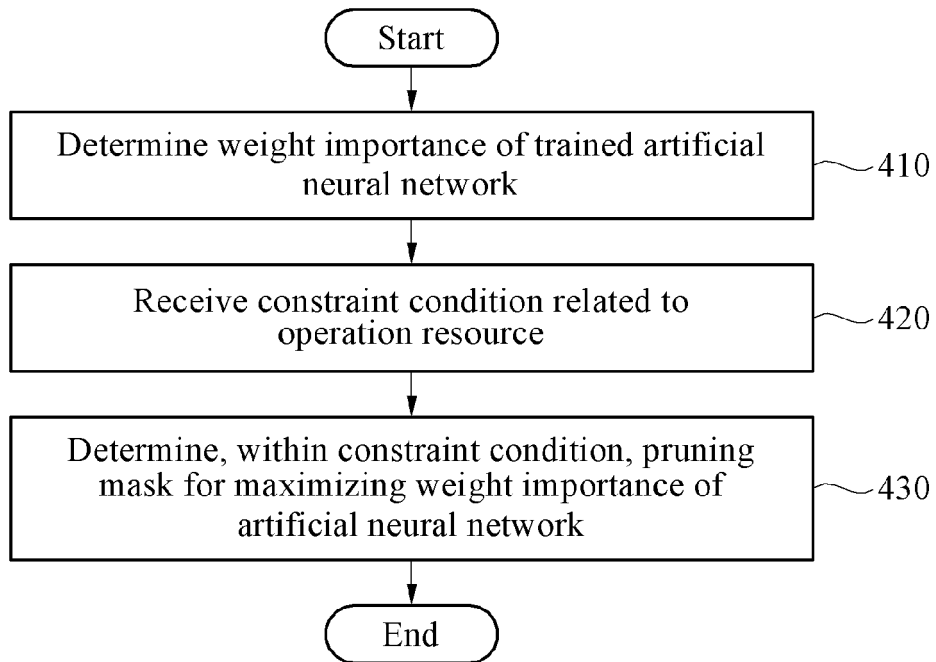 Start
Determine weight importance of trained artificial
neural network
410
Receive constraint condition related to
operation resource
420
Determine, within constraint condition, pruning
mask for maximizing weight importance of
artificial neural network
430
End